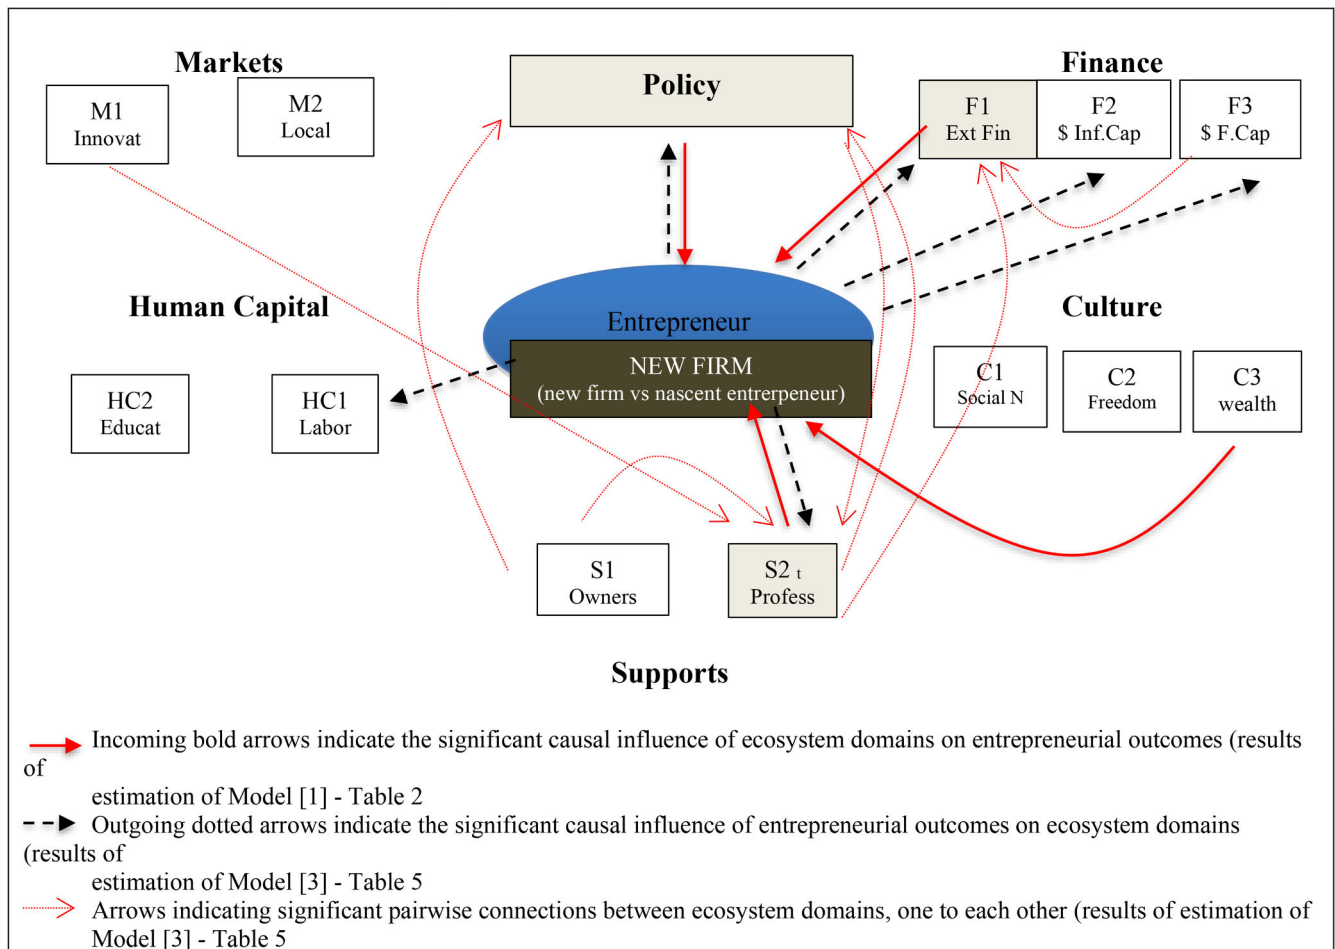 Markets
Policy
Finance
M1
Innovat
M2
Local
F1
Ext Fin
F2
$ Inf.Cap
F3
$ F.Cap
Human Capital
Entrepreneur
Culture
NEW FIRM
(new firm vs nascent entrerpeneur)
HC2
Educat
HC1
Labor
C1
Social N
C2
Freedom
C3
wealth
S1
Owners
S2 t
Profess
Supports
Incoming bold arrows indicate the significant causal influence of ecosystem domains on entrepreneurial outcomes (results
of
estimation of Model [1] - Table 2
Outgoing dotted arrows indicate the significant causal influence of entrepreneurial outcomes on ecosystem domains
(results of
estimation of Model [3] - Table 5
Arrows indicating significant pairwise connections between ecosystem domains, one to each other (results of estimation of
Model [3] - Table 5